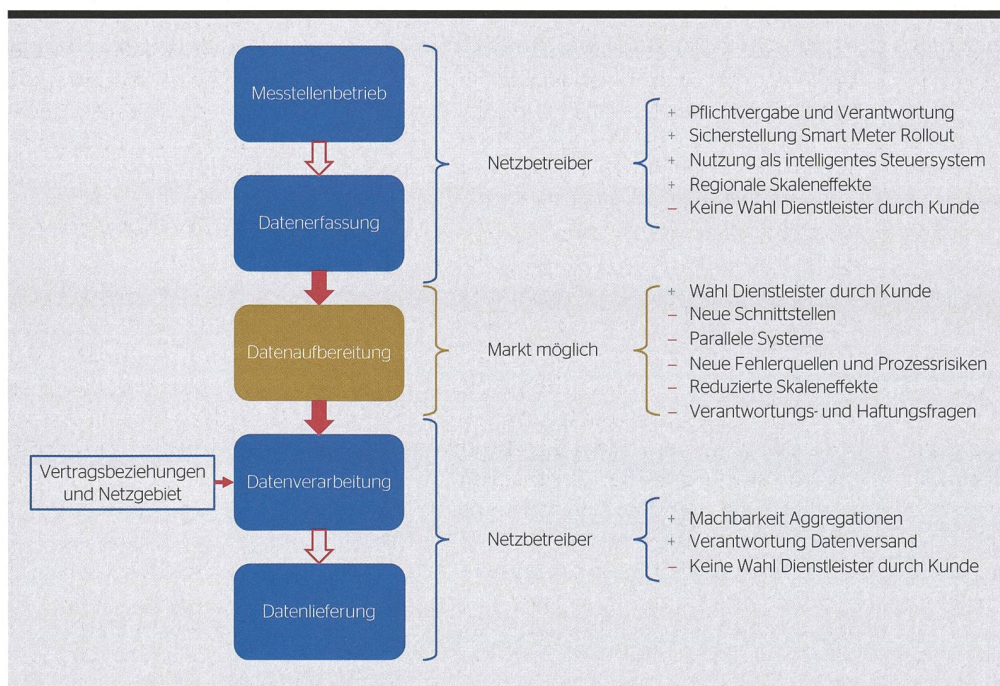 Messtellenbetrieb
Datenerfassung
Netzbetreiber
+ Pflichtvergabe und Verantwortung
+ Sicherstellung Smart Meter Rollout
+ Nutzung als intelligentes Steuersystem
+ Regionale Skaleneffekte
– Keine Wahl Dienstleister durch Kunde
Datenaufbereitung
Markt möglich
+ Wahl Dienstleister durch Kunde
– Neue Schnittstellen
– Parallele Systeme
– Neue Fehlerquellen und Prozessrisiken
– Reduzierte Skaleneffekte
– Verantwortungs- und Haftungsfragen
Vertragsbeziehungen
und Netzgebiet
Datenverarbeitung
Datenlieferung
Netzbetreiber
+ Machbarkeit Aggregationen
+ Verantwortung Datenversand
– Keine Wahl Dienstleister durch Kunde